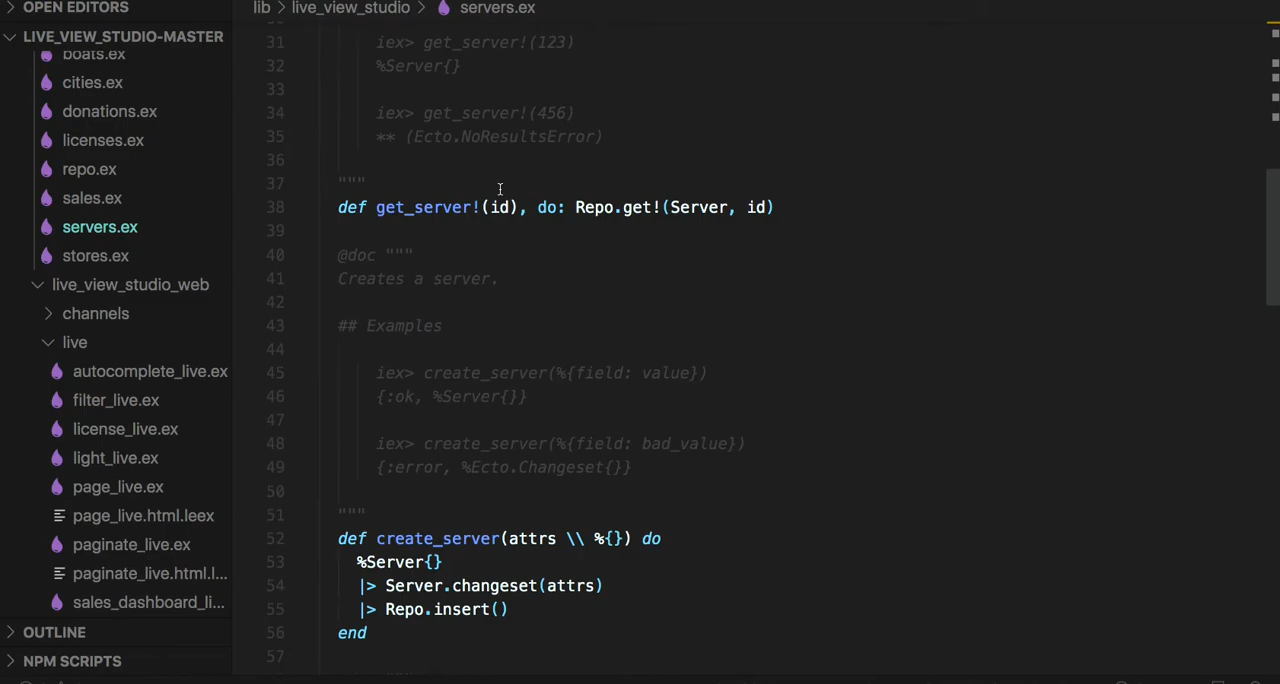 OPEN EDITORS
LIVE_VIEW_STUDIO-MASTER
boats.ex
cities.ex
donations.ex
licenses.ex
repo.ex
sales.ex
servers.ex
stores.ex
live_view_studio_web
channels
live
autocomplete_live.ex
filter_live.ex
license_live.ex
light_live.ex
page_live.ex
page_live.html.leex
paginate_live.ex
paginate_live.html.l...
sales_dashboard_li...
OUTLINE
NPM SCRIPTS
lib > live_view_studio > servers.ex
31 iex> get_server!(123)
32 %Server{}
33
34 iex> get_server!(456)
35 ** (Ecto.NoResultsError)
36
37 """
38 def get_server!(id), do: Repo.get!(Server, id)
39
40 @doc """
41 Creates a server.
42
43 ## Examples
44
45 iex> create_server(%{field: value})
46 {:ok, %Server{}}
47
48 iex> create_server(%{field: bad_value})
49 {:error, %Ecto.Changeset{}}
50
51 """
52 def create_server(attrs \\ %{}) do
53 %Server{}
54 |> Server.changeset(attrs)
55 |> Repo.insert()
56 end
57